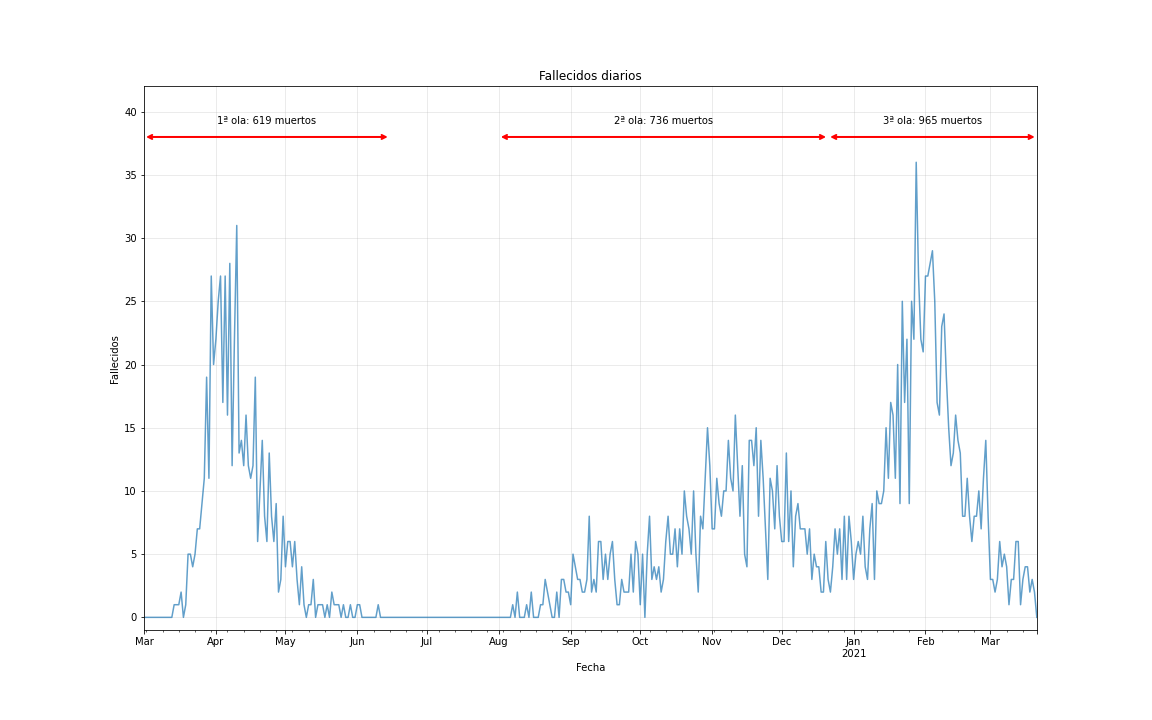 Fallecidos diarios
1ª ola: 619 muertos
2ª ola: 736 muertos
3ª ola: 965 muertos
40
35
30
25
20
15
10
5
0
Fallecidos
Mar Apr May Jun Jul Aug Sep Oct Nov Dec Jan Feb Mar
2021
Fecha